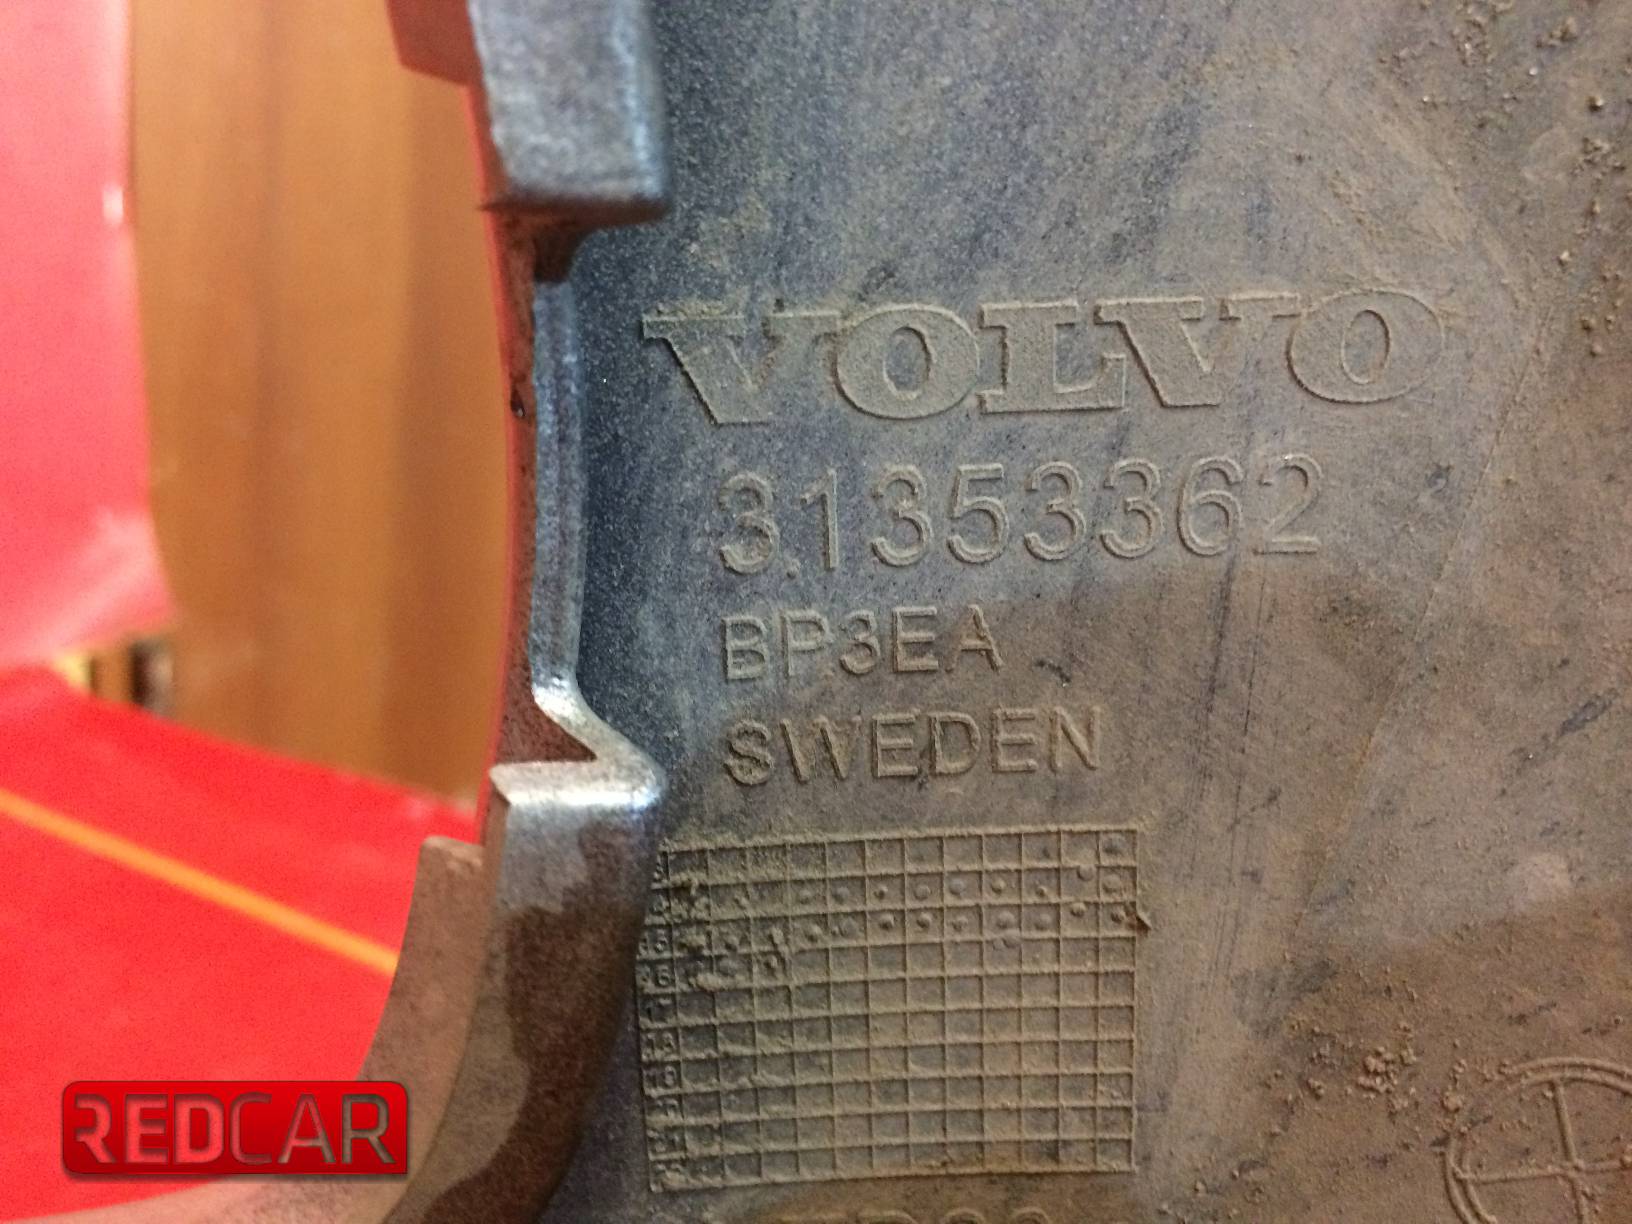 VOLVO
31353362
BP3EA
SWEDEN
REDCAR